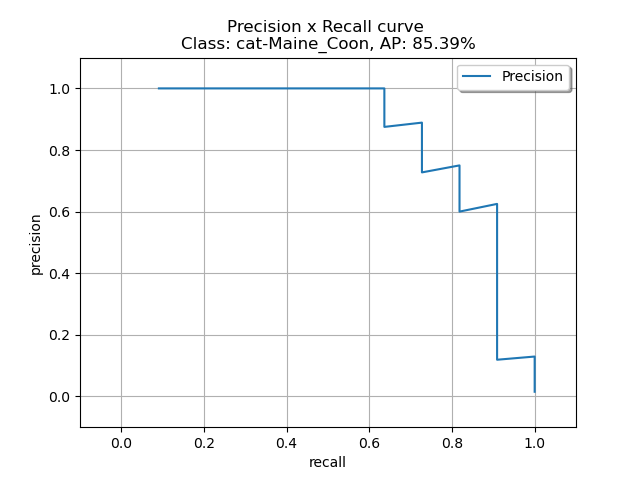 Precision x Recall curve
Class: cat-Maine_Coon, AP: 85.39%
Precision
1.0
0.8
0.6
0.4
0.2
0.0
precision
0.0 0.2 0.4 0.6 0.8 1.0
recall